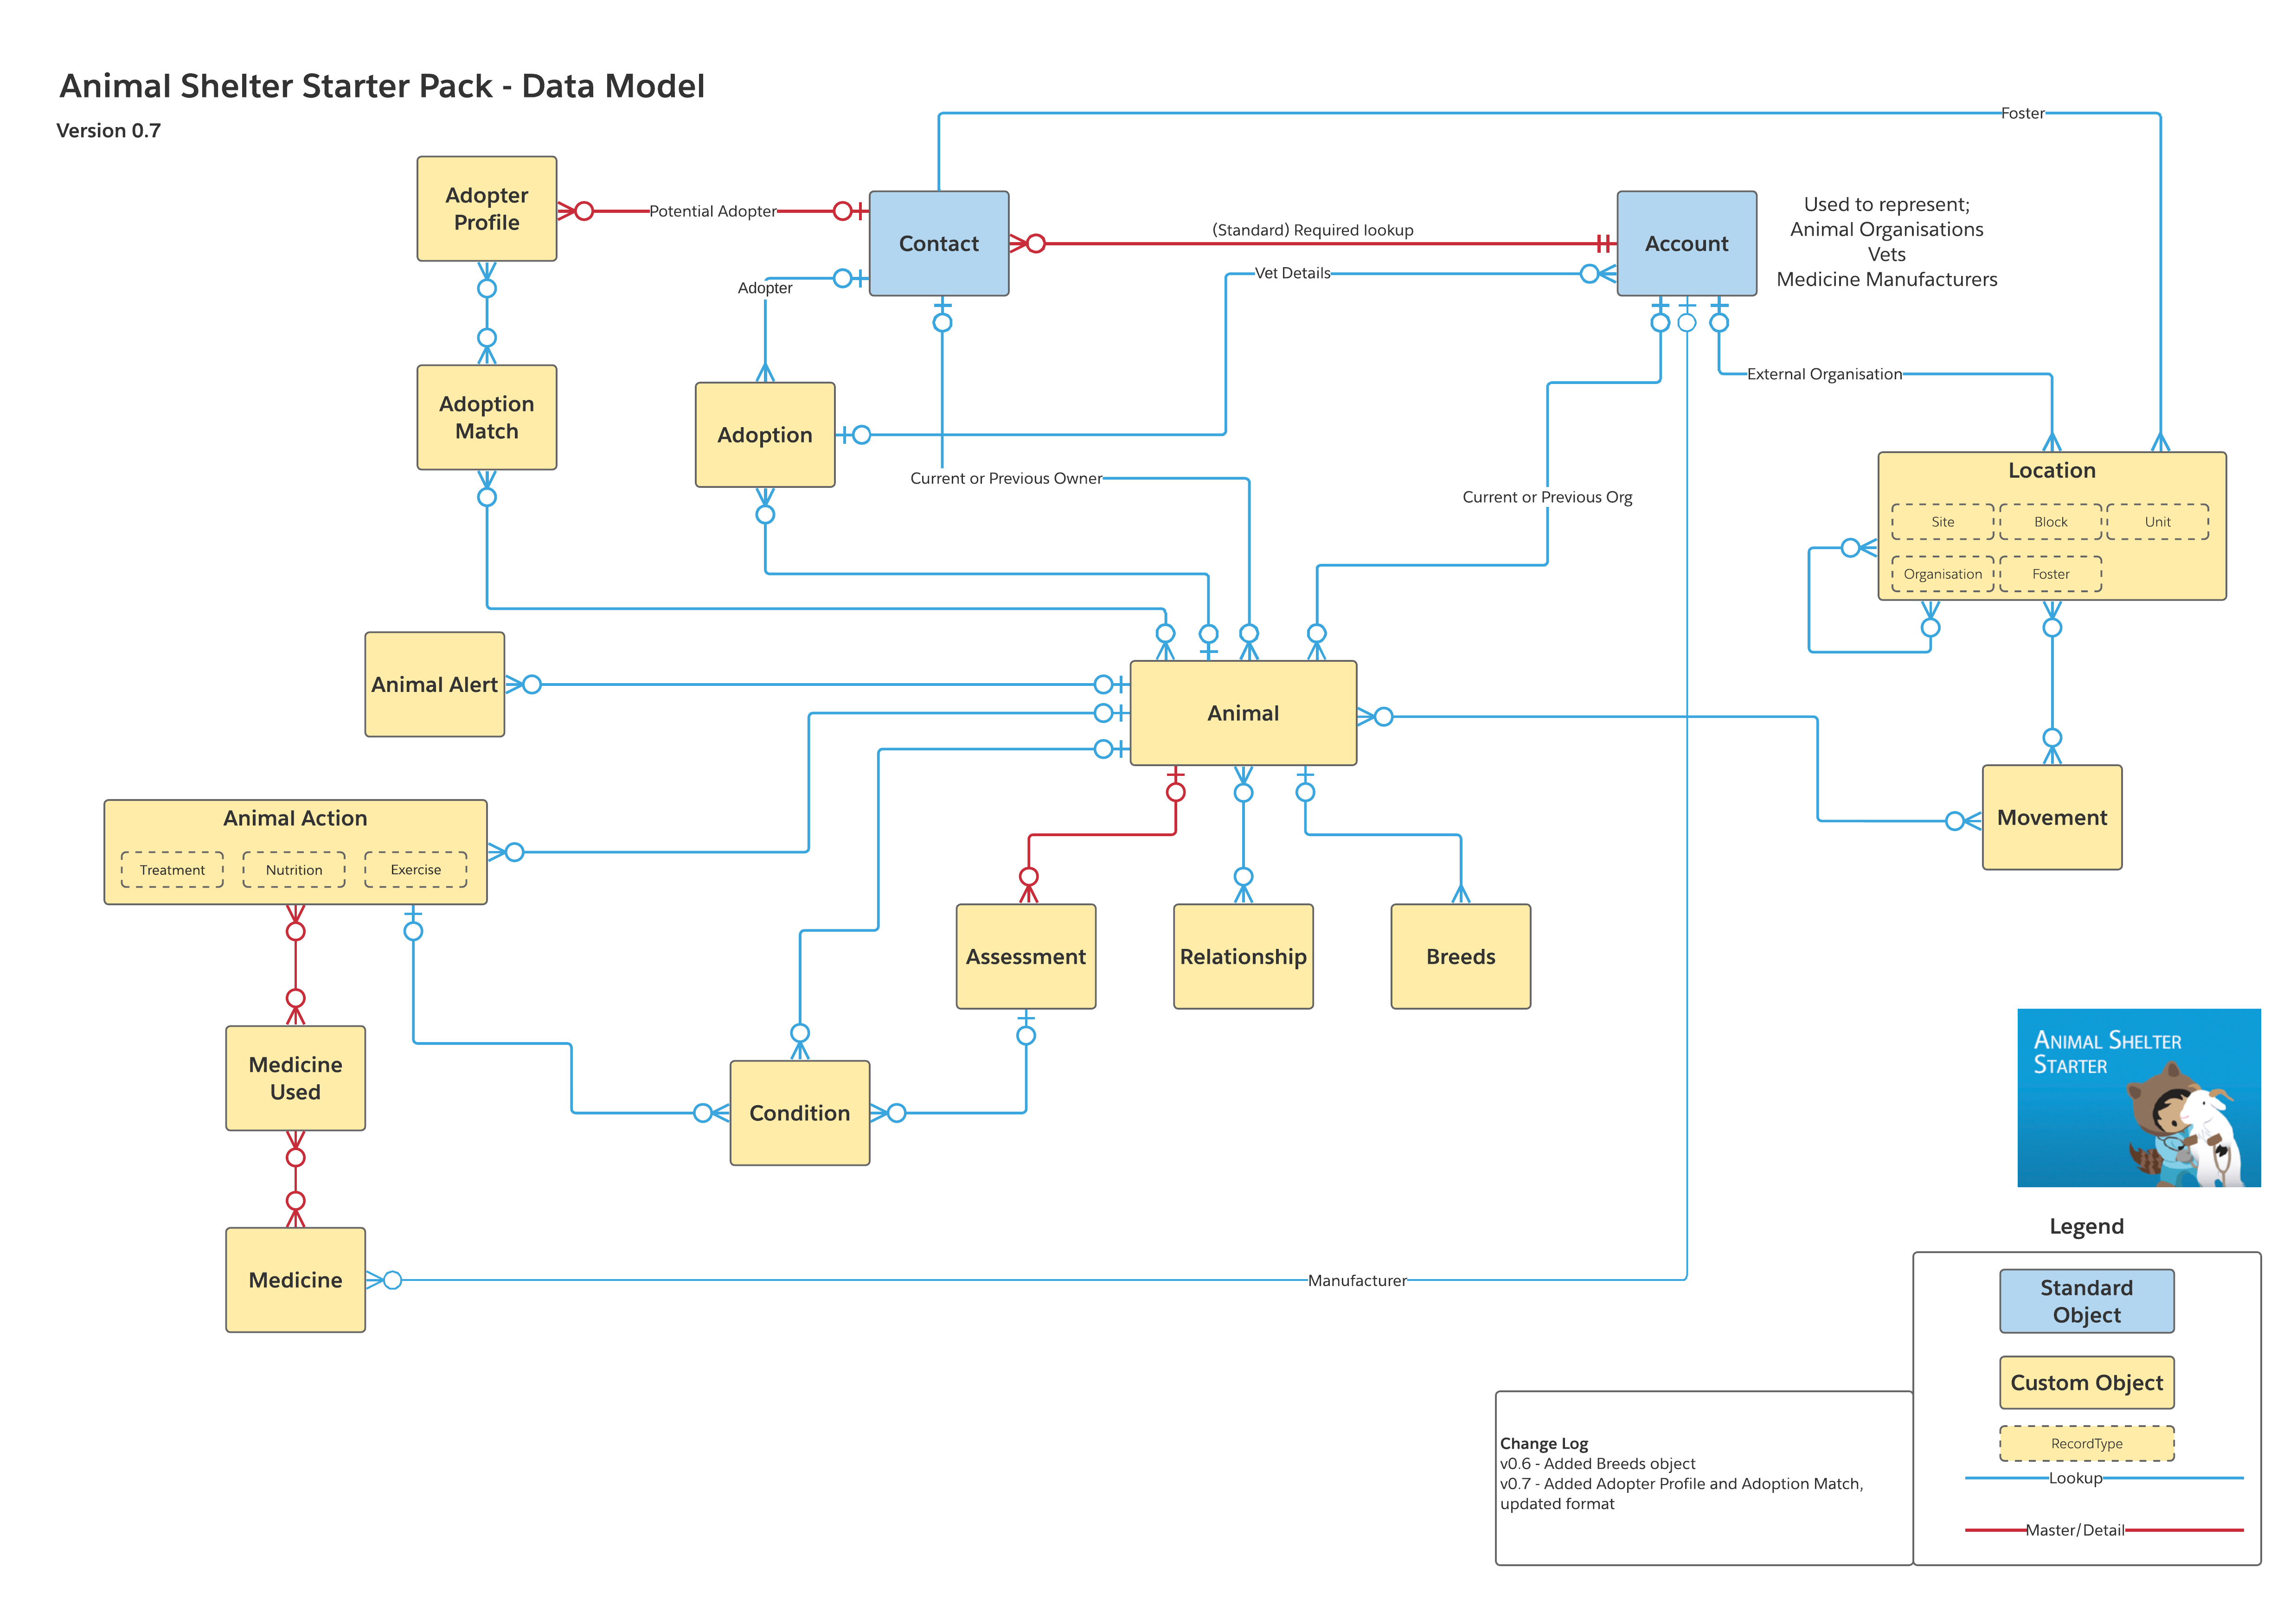 Animal Shelter Starter Pack - Data Model
Version 0.7
Foster
Adopter
Profile
Potential Adopter
Contact
(Standard) Required lookup
Account
Used to represent;
Animal Organisations
Vets
Medicine Manufacturers
Vet Details
Adopter
External Organisation
Adoption
Match
Adoption
Current or Previous Owner
Current or Previous Org
Location
Site
Block
Unit
Organisation
Foster
Animal Alert
Animal
Movement
Animal Action
Treatment
Nutrition
Exercise
Assessment
Relationship
Breeds
Medicine
Used
Condition
Medicine
Manufacturer
ANIMAL SHELTER
STARTER
Legend
Standard
Object
Custom Object
RecordType
Lookup
Master/Detail
Change Log
v0.6 - Added Breeds object
v0.7 - Added Adopter Profile and Adoption Match,
updated format